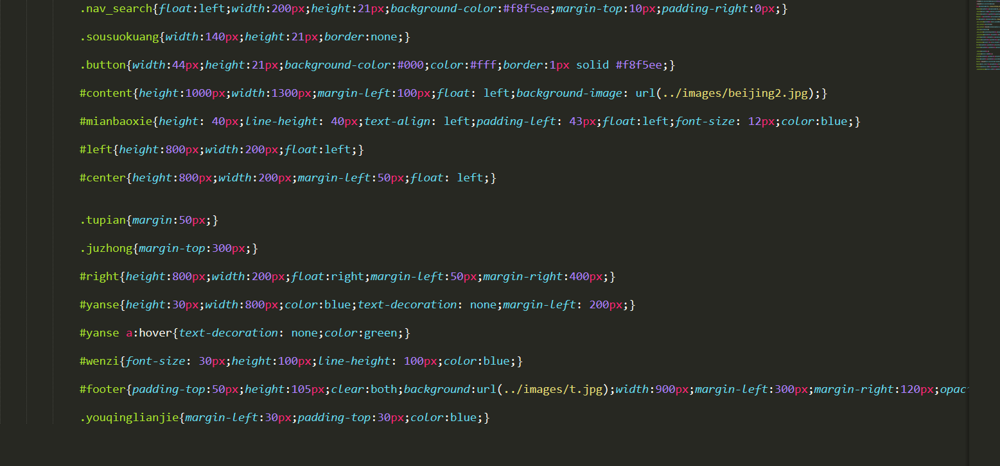 .nav_search{float:left;width:200px;height:21px;background-color:#f8f5ee;margin-top:10px;padding-right:0px;}
.sousuokuang{width:140px;height:21px;border:none;}
.button{width:44px;height:21px;background-color:#000;color:#fff;border:1px solid #f8f5ee;}
#content{height:1000px;width:1300px;margin-left:100px;float: left;background-image: url(../images/beijing2.jpg);}
#mianbaoxie{height: 40px;line-height: 40px;text-align: left;padding-left: 43px;float:left;font-size: 12px;color:blue;}
#left{height:800px;width:200px;float:left;}
#center{height:800px;width:200px;margin-left:50px;float: left;}
.tupian{margin:50px;}
.juzhong{margin-top:300px;}
#right{height:800px;width:200px;float:right;margin-left:50px;margin-right:400px;}
#yanse{height:30px;width:800px;color:blue;text-decoration: none;margin-left: 200px;}
#yanse a:hover{text-decoration: none;color:green;}
#wenzi{font-size: 30px;height:100px;line-height: 100px;color:blue;}
#footer{padding-top:50px;height:105px;clear:both;background:url(../images/t.jpg);width:900px;margin-left:300px;margin-right:120px;opac
.youqinglianjie{margin-left:30px;padding-top:30px;color:blue;}